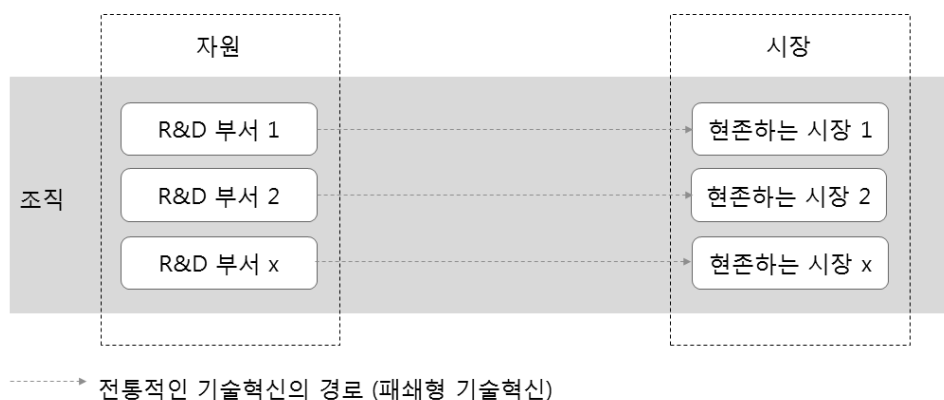 자원
시장
R&D 부서 1
현존하는 시장 1
조직
R&D 부서 2
현존하는 시장 2
R&D 부서 x
현존하는 시장 x
전통적인 기술혁신의 경로 (패쇄형 기술혁신)